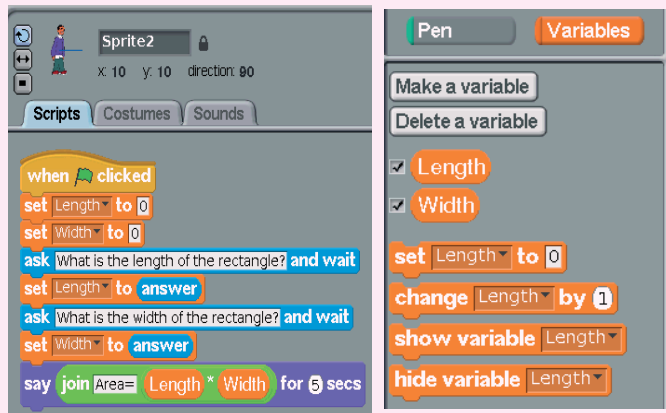 Sprite2
x: 10 y: 10 direction: 90
Scripts Costumes Sounds
when clicked
set Length to 0
set Width to 0
ask What is the length of the rectangle? and wait
set Length to answer
ask What is the width of the rectangle? and wait
set Width to answer
say join Area= Length * Width for 5 secs
Pen Variables
Make a variable
Delete a variable
Length
Width
set Length to 0
change Length by 1
show variable Length
hide variable Length